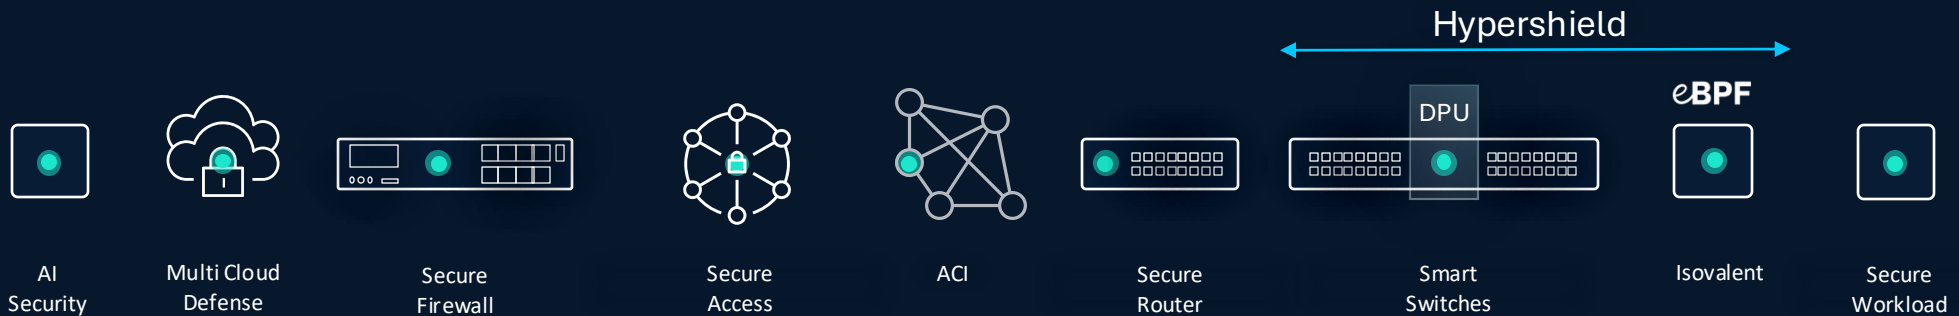 Hypershield
eBPF
DPU
AI
Security
Multi Cloud
Defense
Secure
Firewall
Secure
Access
ACI
Secure
Router
Smart
Switches
Isovalent
Secure
Workload